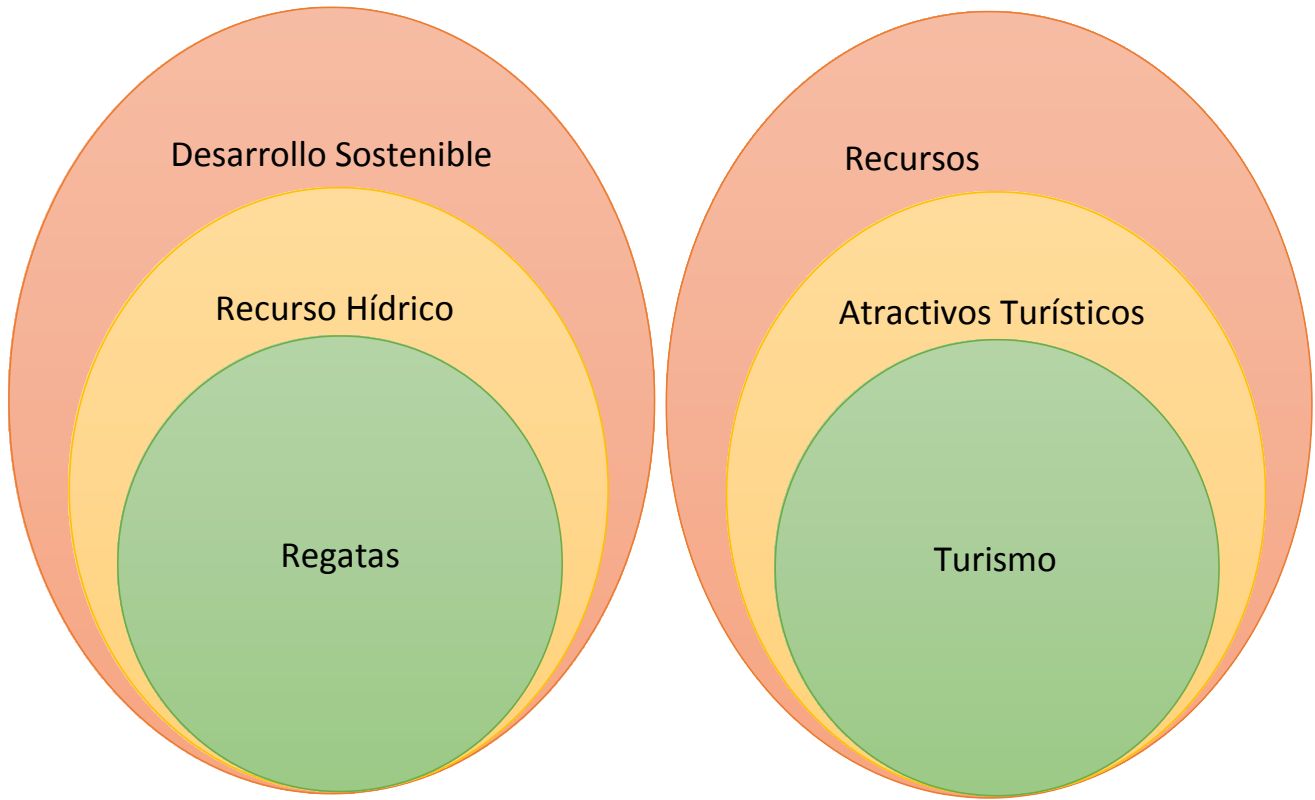 Desarrollo Sostenible
Recurso Hídrico
Regatas
Recursos
Atractivos Turísticos
Turismo